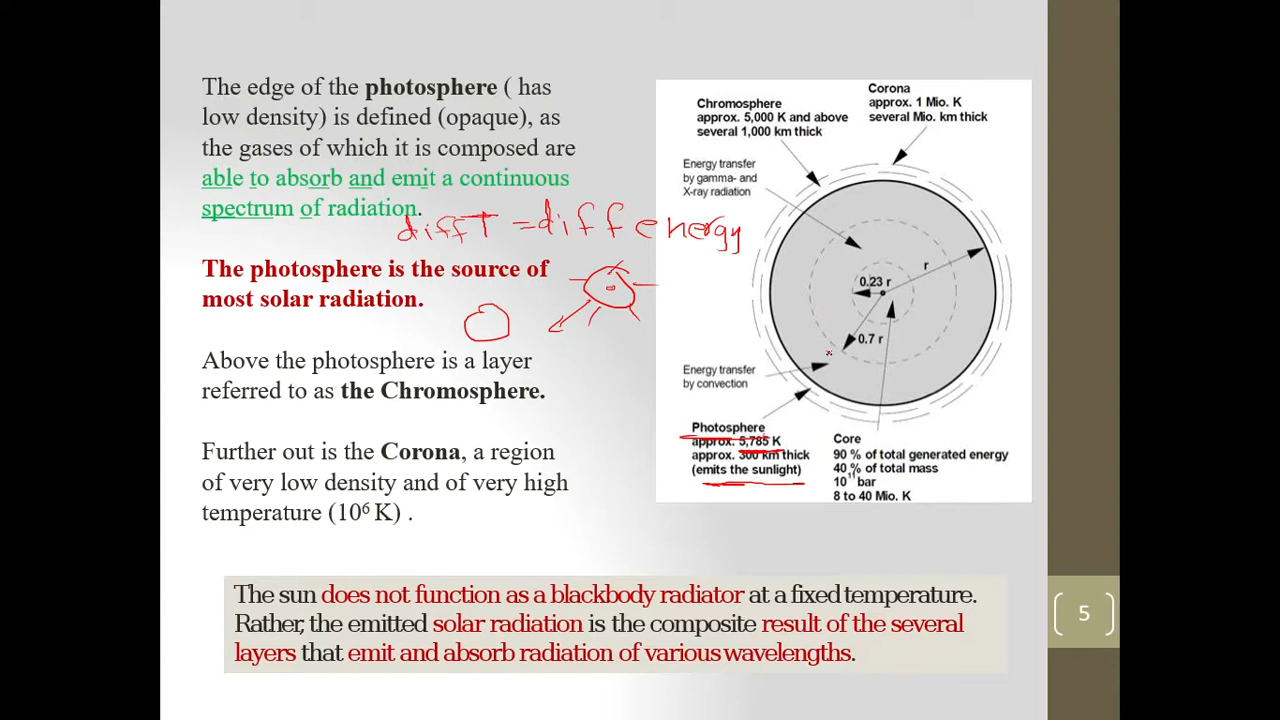 The edge of the photosphere ( has
low density) is defined (opaque), as
the gases of which it is composed are
able to absorb and emit a continuous
spectrum of radiation.
diffT = diff energy
The photosphere is the source of
most solar radiation.
Above the photosphere is a layer
referred to as the Chromosphere.
Further out is the Corona, a region
of very low density and of very high
temperature (10⁶ K) .
Corona
approx. 1 Mio. K
several Mio. km thick
Chromosphere
approx. 5,000 K and above
several 1,000 km thick
Energy transfer
by gamma- and
X-ray radiation
r
0.23 r
0.7 r
Energy transfer
by convection
Photosphere
approx. 5,785 K
approx. 300 km thick
(emits the sunlight)
Core
90 % of total generated energy
40 % of total mass
10¹¹ bar
8 to 40 Mio. K
The sun does not function as a blackbody radiator at a fixed temperature.
Rather, the emitted solar radiation is the composite result of the several
layers that emit and absorb radiation of various wavelengths.
5